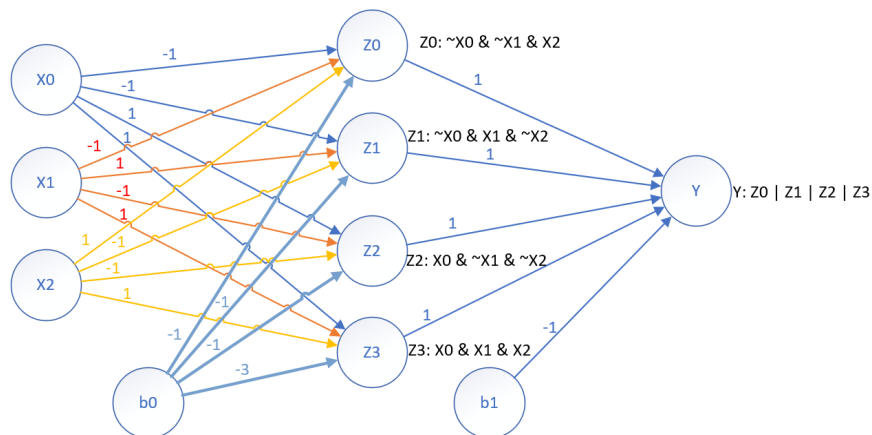 Z0
Z0: ~X0 & ~X1 & X2
-1
X0
1
-1
1
Z1: ~X0 & X1 & ~X2
1
-1
Z1
1
1
X1
-1
Y
Y: Z0 | Z1 | Z2 | Z3
1
1
1
-1
Z2
Z2: X0 & ~X1 & ~X2
-1
X2
1
-1
1
-1
-1
-1
Z3
Z3: X0 & X1 & X2
-3
b0
b1